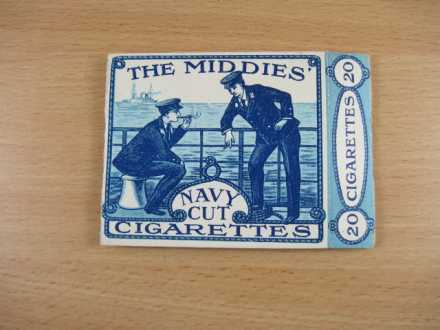 THE MIDDIES'
NAVY
CUT
CIGARETTES
20 CIGARETTES 20